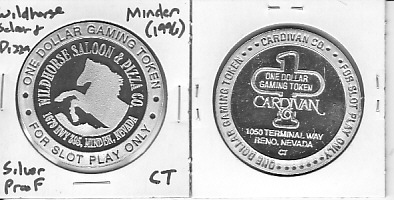 Wildhorse
Saloon &
Pizza
Minden
(1996)
· ONE DOLLAR GAMING TOKEN ·
WILDHORSE SALOON & PIZZA CO
1679 HWY 395, MINDEN, NEVADA
FOR SLOT PLAY ONLY
Silver
Proof
CT
CARDIVAN CO.
FOR SLOT PLAY ONLY
ONE DOLLAR GAMING TOKEN
1
ONE DOLLAR
GAMING TOKEN
CARDIVAN
CO.
1050 TERMINAL WAY
RENO, NEVADA
CT